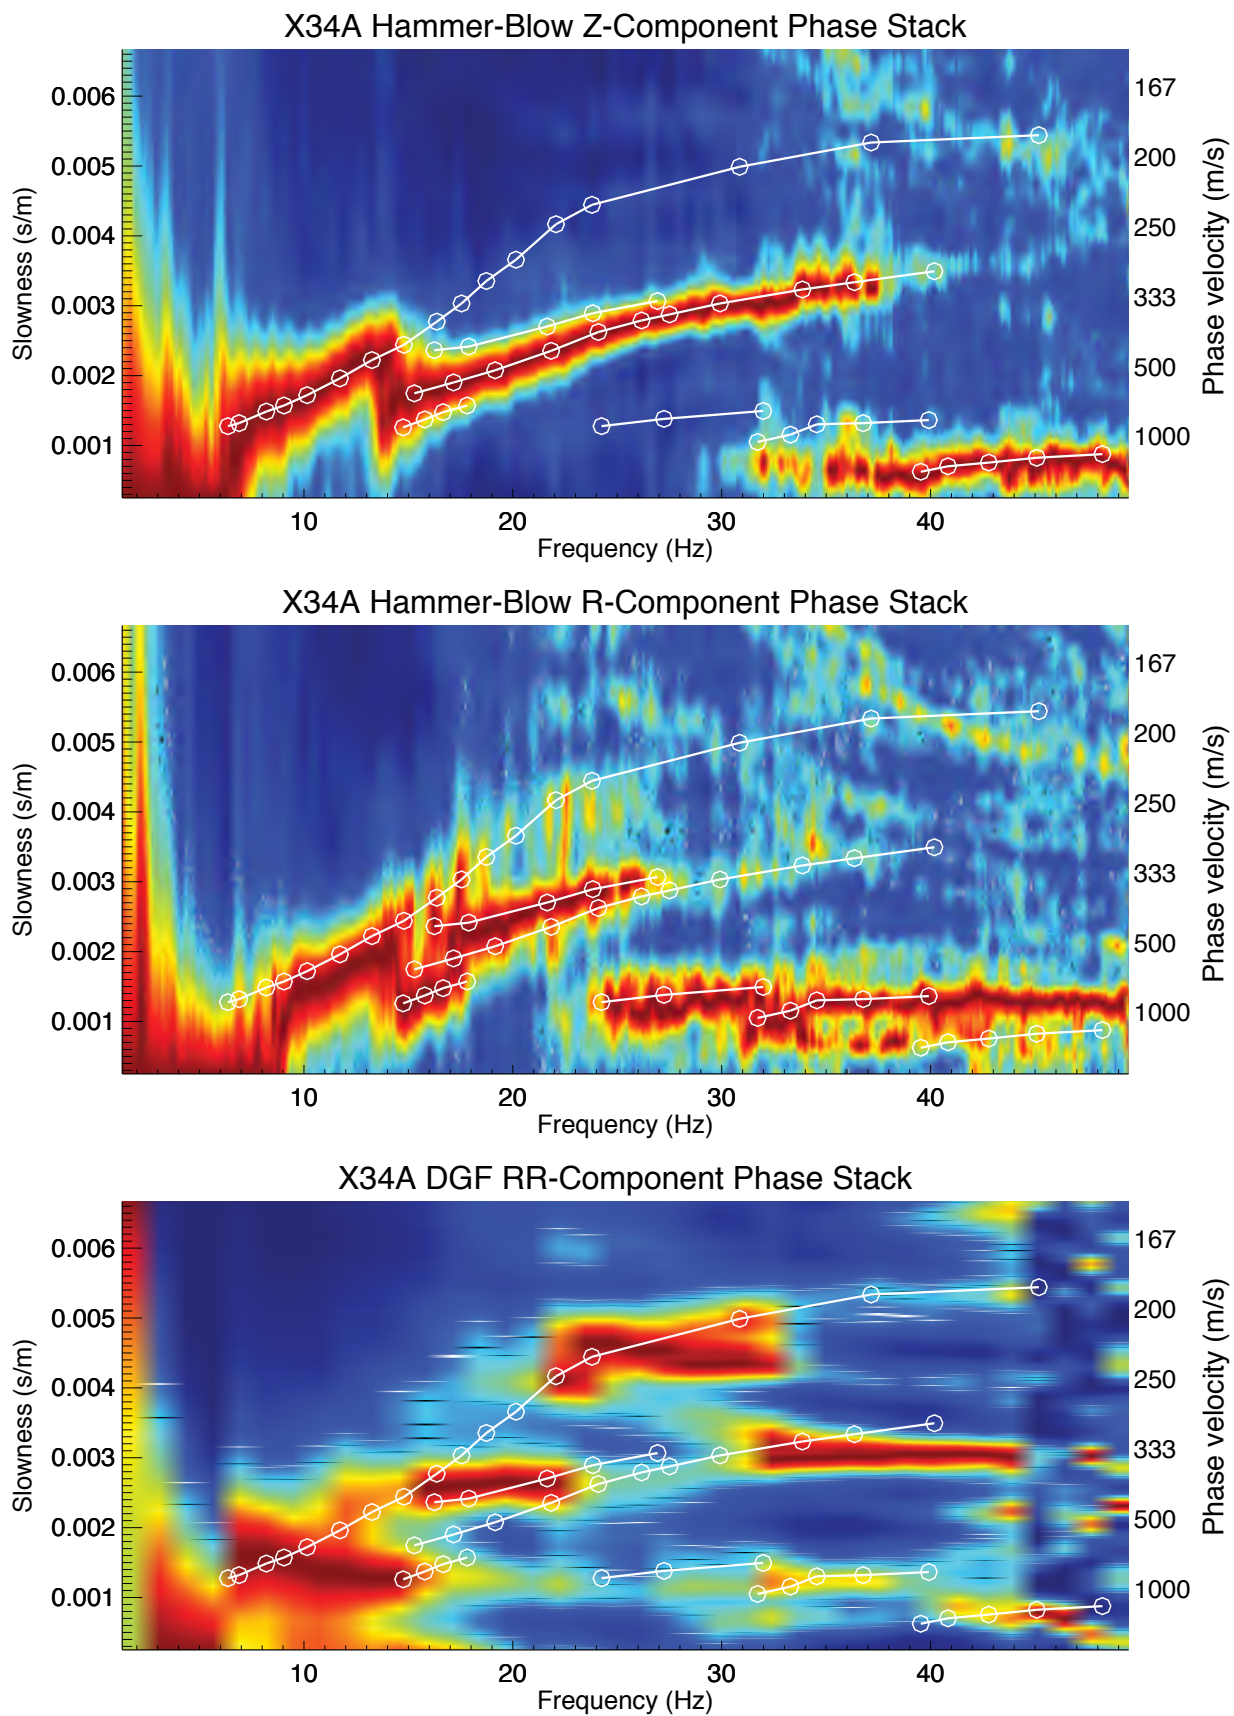 X34A Hammer-Blow Z-Component Phase Stack
0.006
0.005
0.004
0.003
0.002
0.001
Slowness (s/m)
167
200
250
333
500
1000
Phase velocity (m/s)
10 20 30 40
Frequency (Hz)
X34A Hammer-Blow R-Component Phase Stack
0.006
0.005
0.004
0.003
0.002
0.001
Slowness (s/m)
167
200
250
333
500
1000
Phase velocity (m/s)
10 20 30 40
Frequency (Hz)
X34A DGF RR-Component Phase Stack
0.006
0.005
0.004
0.003
0.002
0.001
Slowness (s/m)
167
200
250
333
500
1000
Phase velocity (m/s)
10 20 30 40
Frequency (Hz)